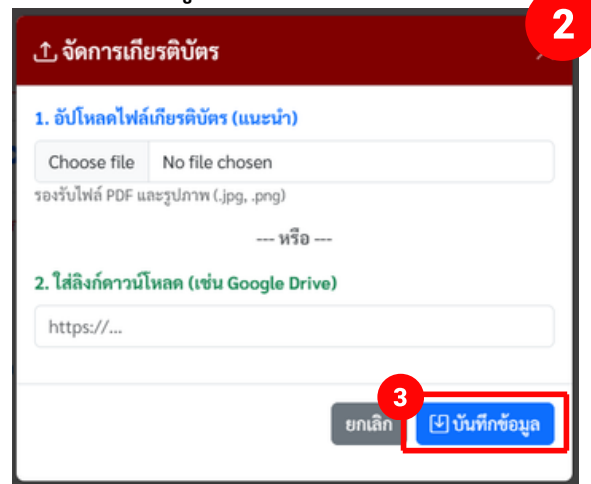 2
จัดการเกียรติบัตร
1. อัปโหลดไฟล์เกียรติบัตร (แนะนำ)
Choose file No file chosen
รองรับไฟล์ PDF และรูปภาพ (.jpg, .png)
--- หรือ ---
2. ใส่ลิงก์ดาวน์โหลด (เช่น Google Drive)
https://...
3
ยกเลิก บันทึกข้อมูล